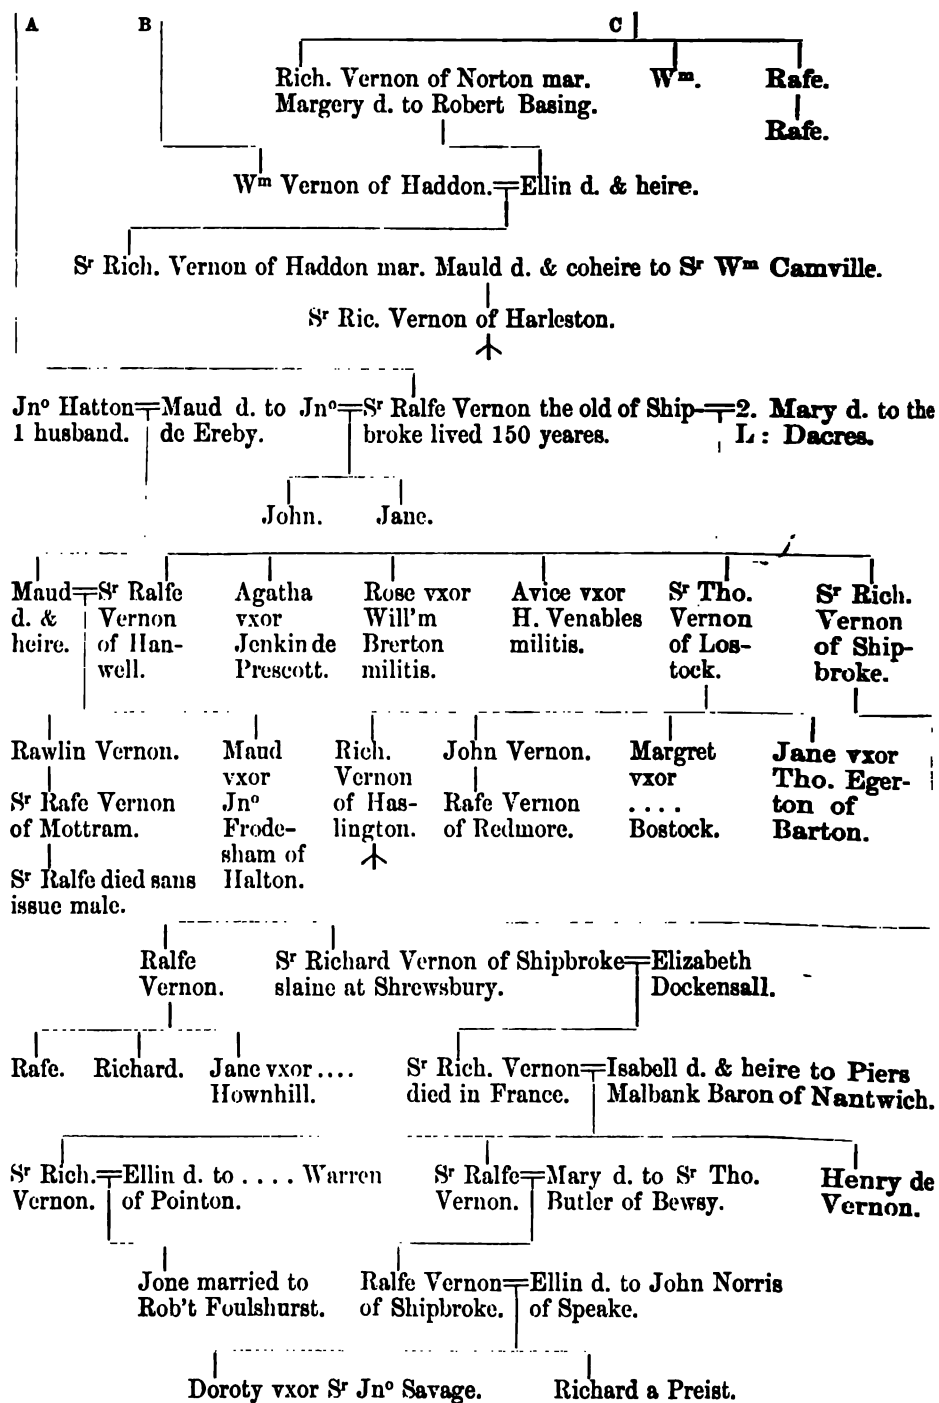 A B C
Rich. Vernon of Norton mar.
Margery d. to Robert Basing.
Wᵐ.
Rafe.
Rafe.
Wᵐ Vernon of Haddon.
Ellin d. & heire.
Sʳ Rich. Vernon of Haddon mar. Mauld d. & coheire to Sʳ Wᵐ Camville.
Sʳ Ric. Vernon of Harleston.
Jnᵒ Hatton
1 husband.
Maud d. to Jnᵒ
de Ereby.
Sʳ Ralfe Vernon the old of Ship-
broke lived 150 yeares.
2. Mary d. to the
L: Dacres.
John.
Jane.
Maud
d. &
heire.
Sʳ Ralfe
Vernon
of Han-
well.
Agatha
vxor
Jenkin de
Prescott.
Rose vxor
Will'm
Brerton
militis.
Avice vxor
H. Venables
militis.
Sʳ Tho.
Vernon
of Los-
tock.
Sʳ Rich.
Vernon
of Ship-
broke.
Rawlin Vernon.
Sʳ Rafe Vernon
of Mottram.
Sʳ Ralfe died sans
issue male.
Maud
vxor
Jnᵒ
Frode-
sham of
Halton.
Rich.
Vernon
of Has-
lington.
John Vernon.
Rafe Vernon
of Redmore.
Margret
vxor
....
Bostock.
Jane vxor
Tho. Eger-
ton of
Barton.
Ralfe
Vernon.
Sʳ Richard Vernon of Shipbroke
slaine at Shrewsbury.
Elizabeth
Dockensall.
Rafe.
Richard.
Jane vxor ....
Hownhill.
Sʳ Rich. Vernon
died in France.
Isabell d. & heire to Piers
Malbank Baron of Nantwich.
Sʳ Rich.
Vernon.
Ellin d. to .... Warren
of Pointon.
Sʳ Ralfe
Vernon.
Mary d. to Sʳ Tho.
Butler of Bewsy.
Henry de
Vernon.
Jone married to
Rob't Foulshurst.
Ralfe Vernon
of Shipbroke.
Ellin d. to John Norris
of Speake.
Doroty vxor Sʳ Jnᵒ Savage.
Richard a Preist.